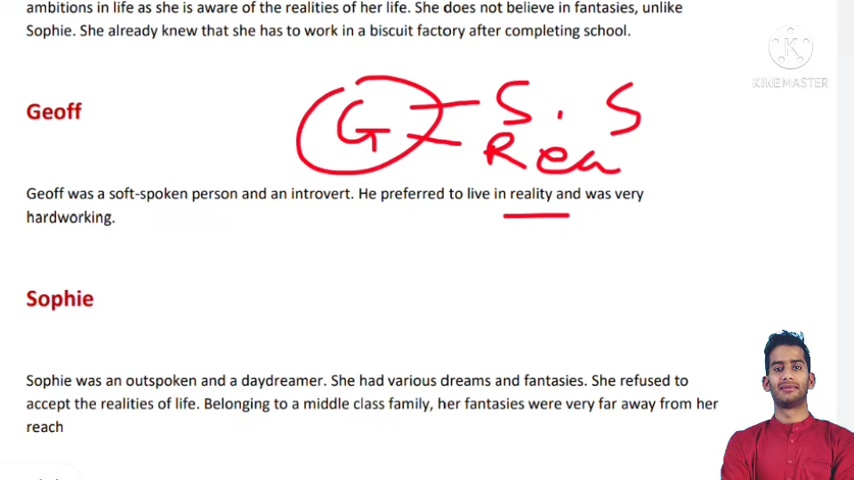 ambitions in life as she is aware of the realities of her life. She does not believe in fantasies, unlike
Sophie. She already knew that she has to work in a biscuit factory after completing school.
K
KINEMASTER
Geoff
G
S. S
Rea
Geoff was a soft-spoken person and an introvert. He preferred to live in reality and was very
hardworking.
Sophie
Sophie was an outspoken and a daydreamer. She had various dreams and fantasies. She refused to
accept the realities of life. Belonging to a middle class family, her fantasies were very far away from her
reach